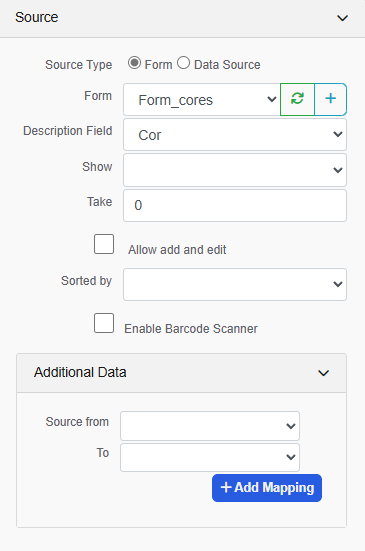 Source
Source Type Form Data Source
Form Form_cores
Description Field Cor
Show
Take 0
Allow add and edit
Sorted by
Enable Barcode Scanner
Additional Data
Source from
To
+ Add Mapping